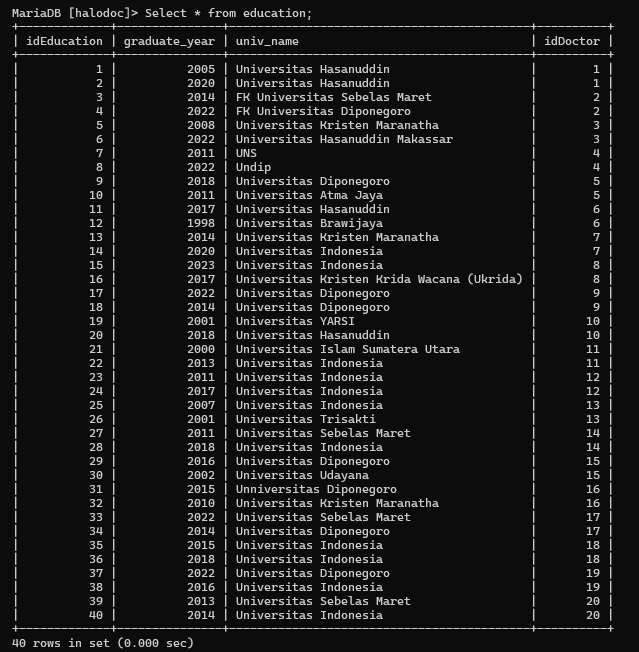 MariaDB [halodoc]> Select * from education;
| idEducation | graduate_year | univ_name | idDoctor |
| 1 | 2005 | Universitas Hasanuddin | 1 |
| 2 | 2020 | Universitas Hasanuddin | 1 |
| 3 | 2014 | FK Universitas Sebelas Maret | 2 |
| 4 | 2022 | FK Universitas Diponegoro | 2 |
| 5 | 2008 | Universitas Kristen Maranatha | 3 |
| 6 | 2022 | Universitas Hasanuddin Makassar | 3 |
| 7 | 2011 | UNS | 4 |
| 8 | 2022 | Undip | 4 |
| 9 | 2018 | Universitas Diponegoro | 5 |
| 10 | 2011 | Universitas Atma Jaya | 5 |
| 11 | 2017 | Universitas Hasanuddin | 6 |
| 12 | 1998 | Universitas Brawijaya | 6 |
| 13 | 2014 | Universitas Kristen Maranatha | 7 |
| 14 | 2020 | Universitas Indonesia | 7 |
| 15 | 2023 | Universitas Indonesia | 8 |
| 16 | 2017 | Universitas Kristen Krida Wacana (Ukrida) | 8 |
| 17 | 2022 | Universitas Diponegoro | 9 |
| 18 | 2014 | Universitas Diponegoro | 9 |
| 19 | 2001 | Universitas YARSI | 10 |
| 20 | 2018 | Universitas Hasanuddin | 10 |
| 21 | 2000 | Universitas Islam Sumatera Utara | 11 |
| 22 | 2013 | Universitas Indonesia | 11 |
| 23 | 2011 | Universitas Indonesia | 12 |
| 24 | 2017 | Universitas Indonesia | 12 |
| 25 | 2007 | Universitas Indonesia | 13 |
| 26 | 2001 | Universitas Trisakti | 13 |
| 27 | 2011 | Universitas Sebelas Maret | 14 |
| 28 | 2018 | Universitas Indonesia | 14 |
| 29 | 2016 | Universitas Diponegoro | 15 |
| 30 | 2002 | Universitas Udayana | 15 |
| 31 | 2015 | Unniversitas Diponegoro | 16 |
| 32 | 2010 | Universitas Kristen Maranatha | 16 |
| 33 | 2022 | Universitas Sebelas Maret | 17 |
| 34 | 2014 | Universitas Diponegoro | 17 |
| 35 | 2015 | Universitas Indonesia | 18 |
| 36 | 2018 | Universitas Indonesia | 18 |
| 37 | 2022 | Universitas Diponegoro | 19 |
| 38 | 2016 | Universitas Indonesia | 19 |
| 39 | 2013 | Universitas Sebelas Maret | 20 |
| 40 | 2014 | Universitas Indonesia | 20 |
40 rows in set (0.000 sec)